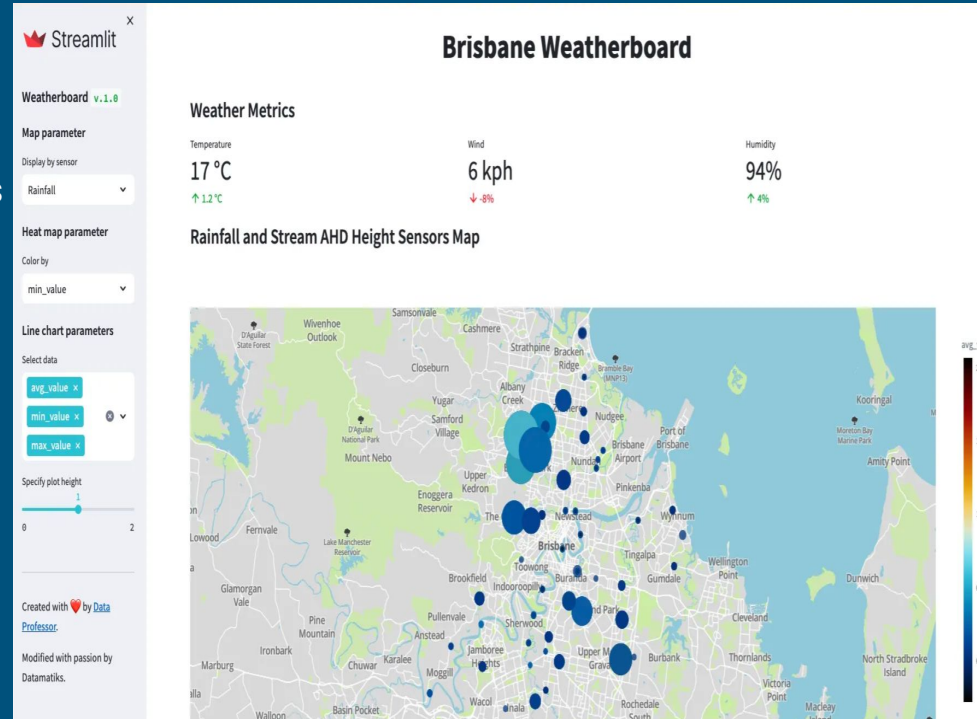 Streamlit
X
Weatherboard v.1.0
Map parameter
Display by sensor
Rainfall
Heat map parameter
Color by
min_value
Line chart parameters
Select data
avg_value ×
min_value ×
max_value ×
Specify plot height
1
0 2
Created with ❤️ by Data
Professor.
Modified with passion by
Datamatiks.
Brisbane Weatherboard
Weather Metrics
Temperature Wind Humidity
17 °C 6 kph 94%
↑ 1.2 °C ↓ -8% ↑ 4%
Rainfall and Stream AHD Height Sensors Map
Samsonvale
Wivenhoe
Outlook
D'Aguilar
State Forest
Cashmere
Strathpine
Bracken
Ridge
Bramble Bay
(MNP13)
Closeburn
Albany
Creek
Yugar
Samford
Village
Nudgee
Kooringal
D'Aguilar
National Park
Mount Nebo
Port of
Brisbane
Brisbane
Airport
Moreton Bay
Marine Park
Amity Point
Upper
Kedron
Pinkenba
Enoggera
Reservoir
The
Newstead
Wynnum
Lowood
Fernvale
Lake Manchester
Reservoir
Brisbane
Tingalpa
Toowong
Wellington
Point
Brookfield
Indooroopilly
Buranda
Gumdale
Dunwich
Glamorgan
Vale
Pullenvale
Sherwood
Cleveland
Pine
Mountain
Anstead
Ironbark
Jamboree
Heights
Burbank
Thornlands
North Stradbroke
Island
Marburg
Chuwar
Karalee
Moggill
Victoria
Point
Wacol
Rochedale
South
Macleay
Island
Walloon
Basin Pocket